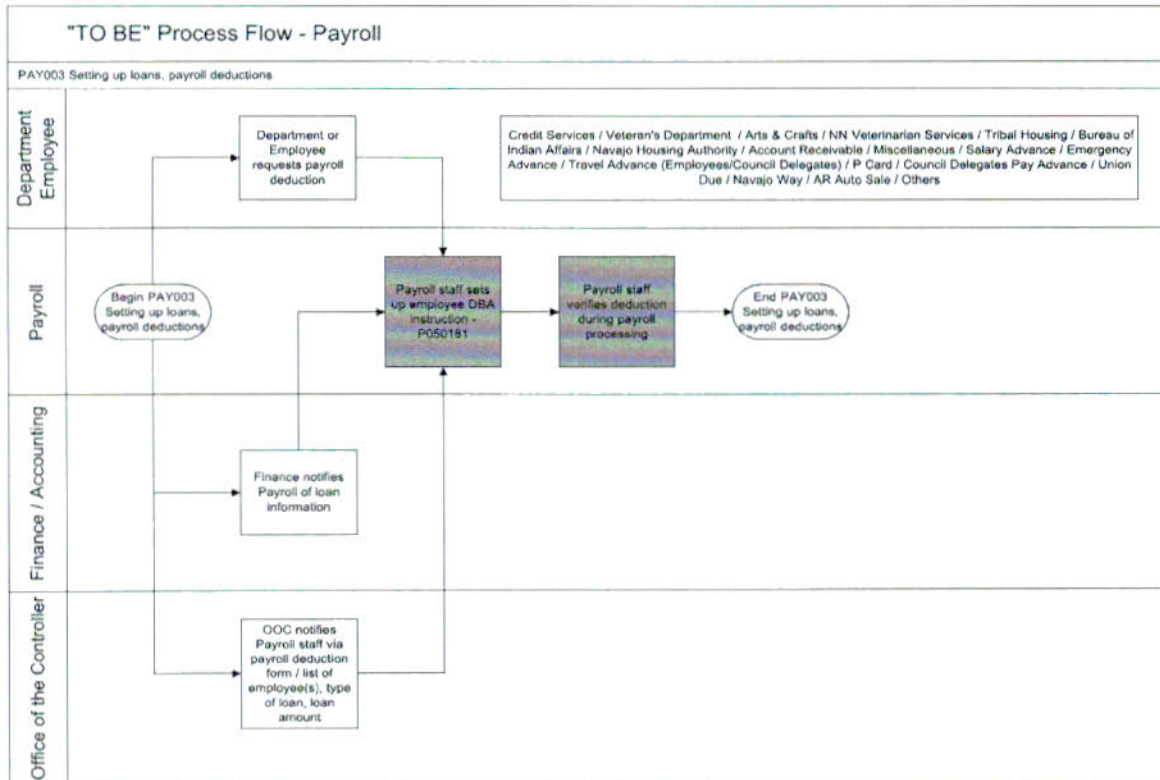 "TO BE" Process Flow - Payroll
PAY003 Setting up loans, payroll deductions
Department
Employee
Department or
Employee
requests payroll
deduction
Credit Services / Veteran's Department / Arts & Crafts / NN Veterinarian Services / Tribal Housing / Bureau of
Indian Affairs / Navajo Housing Authority / Account Receivable / Miscellaneous / Salary Advance / Emergency
Advance / Travel Advance (Employees/Council Delegates) / P Card / Council Delegates Pay Advance / Union
Due / Navajo Way / AR Auto Sale / Others
Payroll
Begin PAY003
Setting up loans,
payroll deductions
Payroll staff sets
up employee DBA
instruction -
P050181
Payroll staff
verifies deduction
during payroll
processing
End PAY003
Setting up loans,
payroll deductions
Finance / Accounting
Finance notifies
Payroll of loan
information
Office of the Controller
OOC notifies
Payroll staff via
payroll deduction
form / list of
employee(s), type
of loan, loan
amount